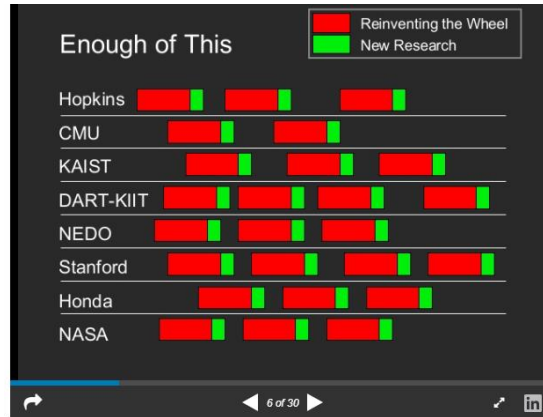 Enough of This
Reinventing the Wheel
New Research
Hopkins
CMU
KAIST
DART-KIIT
NEDO
Stanford
Honda
NASA
6 of 30
in